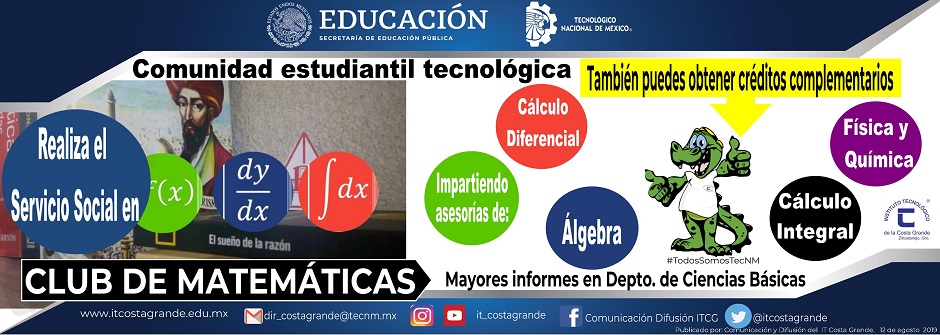 EDUCACIÓN
SECRETARÍA DE EDUCACIÓN PÚBLICA
TECNOLÓGICO
NACIONAL DE MÉXICO
Comunidad estudiantil tecnológica
También puedes obtener créditos complementarios
Realiza el
Servicio Social en
f(x)
dy
dx
∫dx
El sueño de la razón
CLUB DE MATEMÁTICAS
Impartiendo
asesorías de:
Cálculo
Diferencial
Álgebra
Física y
Química
Cálculo
Integral
#TodosSomosTecNM
INSTITUTO TECNOLÓGICO
de la Costa Grande
Zihuatanejo, Gro.
Mayores informes en Depto. de Ciencias Básicas
www.itcostagrande.edu.mx
dir_costagrande@tecnm.mx
it_costagrande
Comunicación Difusión ITCG
@itcostagrande
Publicado por: Comunicación y Difusión del IT Costa Grande. 12 de agosto 2019